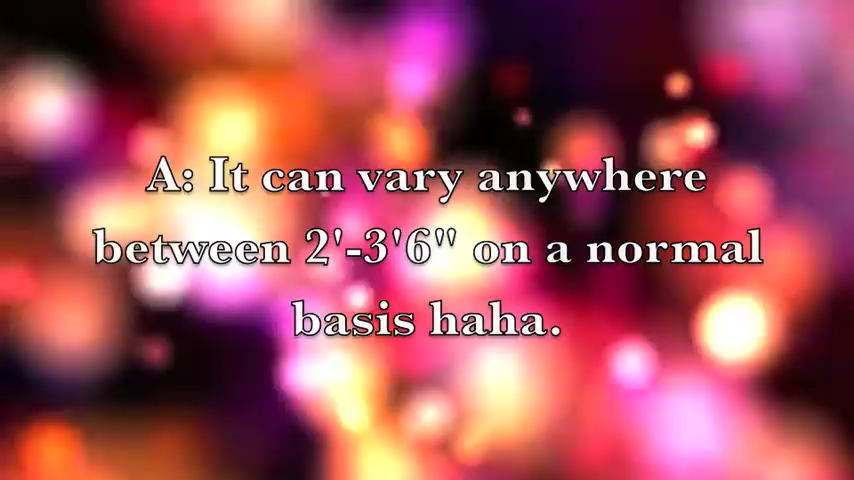 A: It can vary anywhere
between 2'-3'6" on a normal
basis haha.